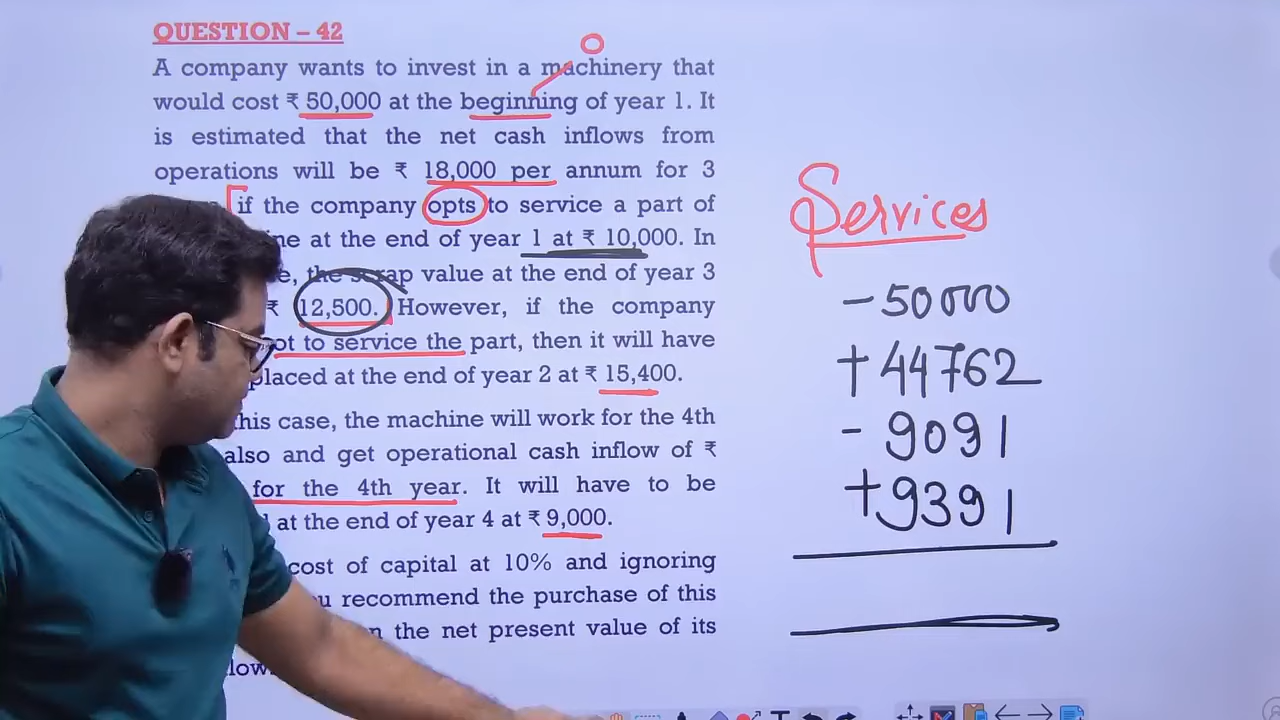 QUESTION – 42
A company wants to invest in a machinery that
would cost ₹ 50,000 at the beginning of year 1. It
is estimated that the net cash inflows from
operations will be ₹ 18,000 per annum for 3
if the company opts to service a part of
at the end of year 1 at ₹ 10,000. In
the scrap value at the end of year 3
₹ 12,500. However, if the company
to service the part, then it will have
at the end of year 2 at ₹ 15,400.
case, the machine will work for the 4th
also and get operational cash inflow of ₹
for the 4th year. It will have to be
at the end of year 4 at ₹ 9,000.
cost of capital at 10% and ignoring
recommend the purchase of this
the net present value of its
O
Services
-50000
+44762
- 9091
+9391